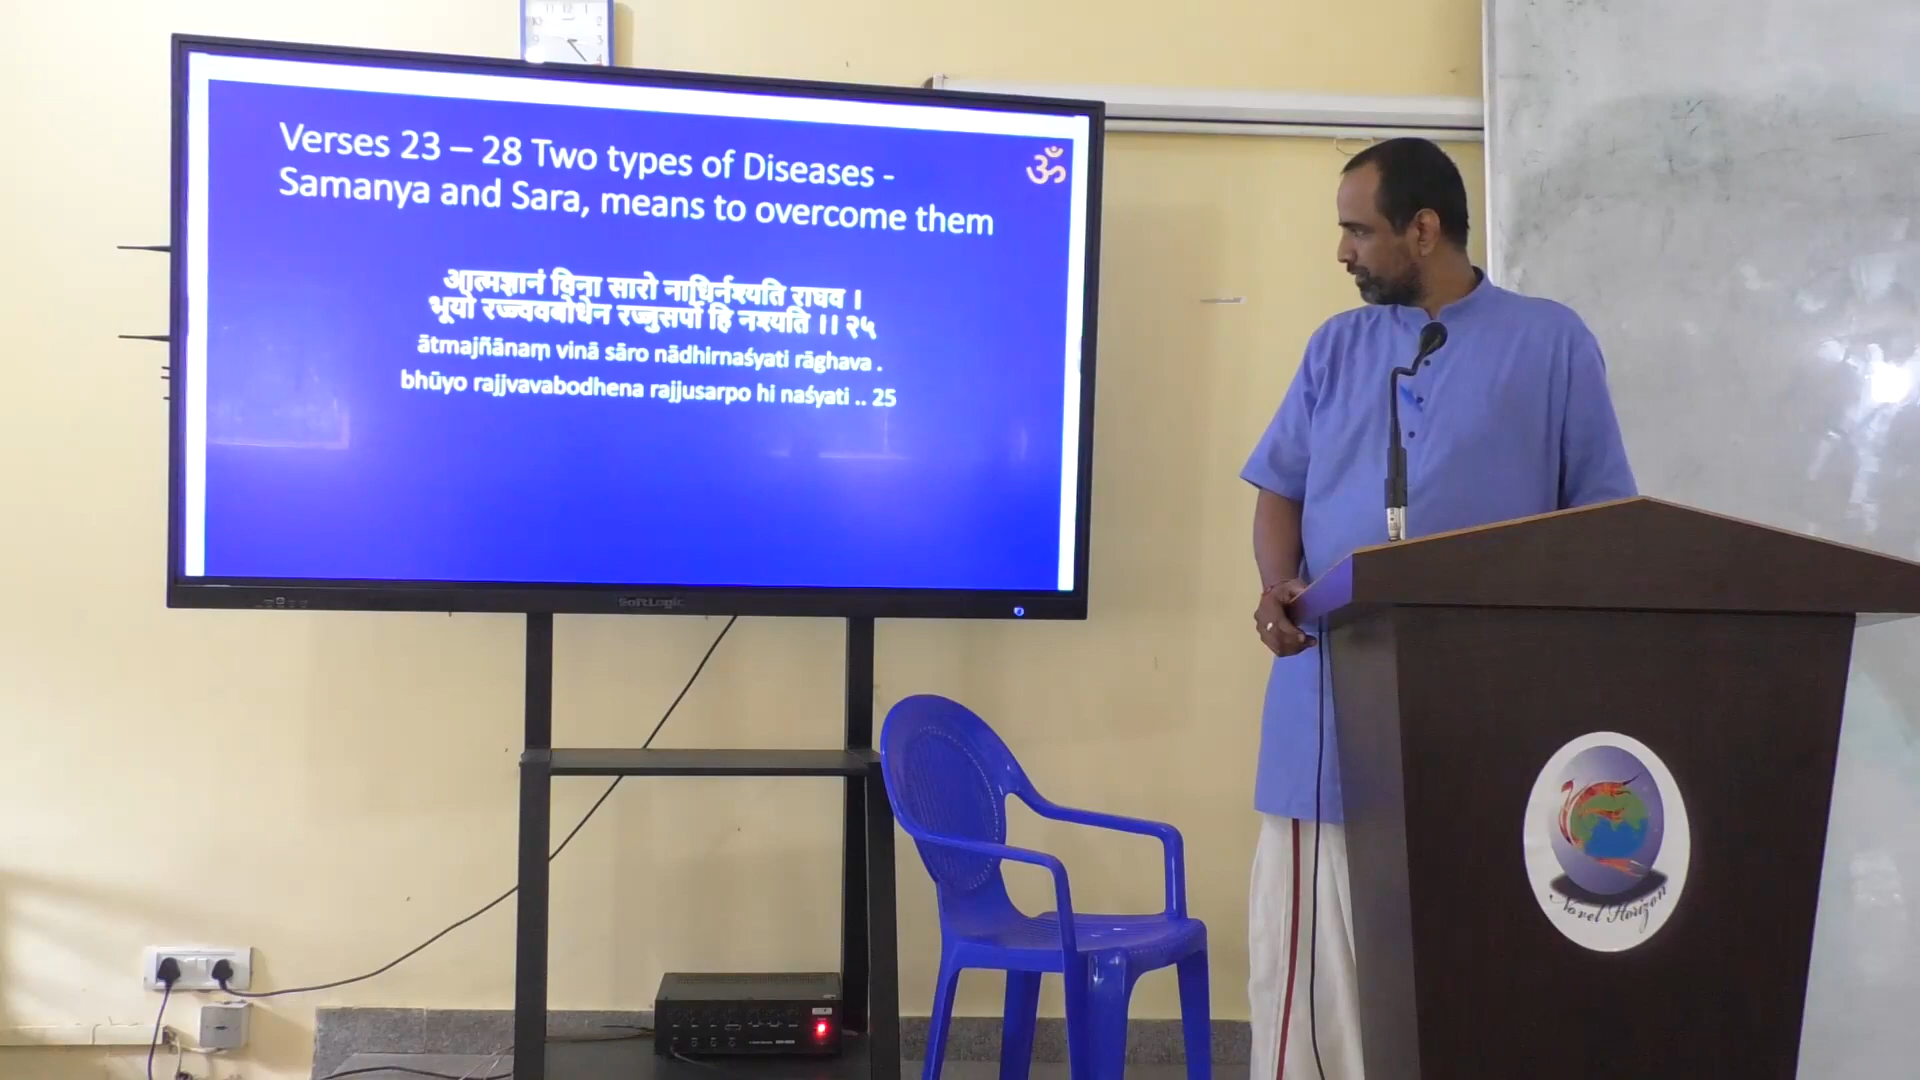 Verses 23 – 28 Two types of Diseases -
Samanya and Sara, means to overcome them
ॐ
आत्मज्ञानं विना सारो नाधिर्नश्यति राघव ।
भूयो रज्ज्ववबोधेन रज्जुसर्पो हि नश्यति ।। २५
ātmajñānaṃ vinā sāro nādhirnaśyati rāghava .
bhūyo rajjvavabodhena rajjusarpo hi naśyati .. 25
SoftLogic
Novel Horizon